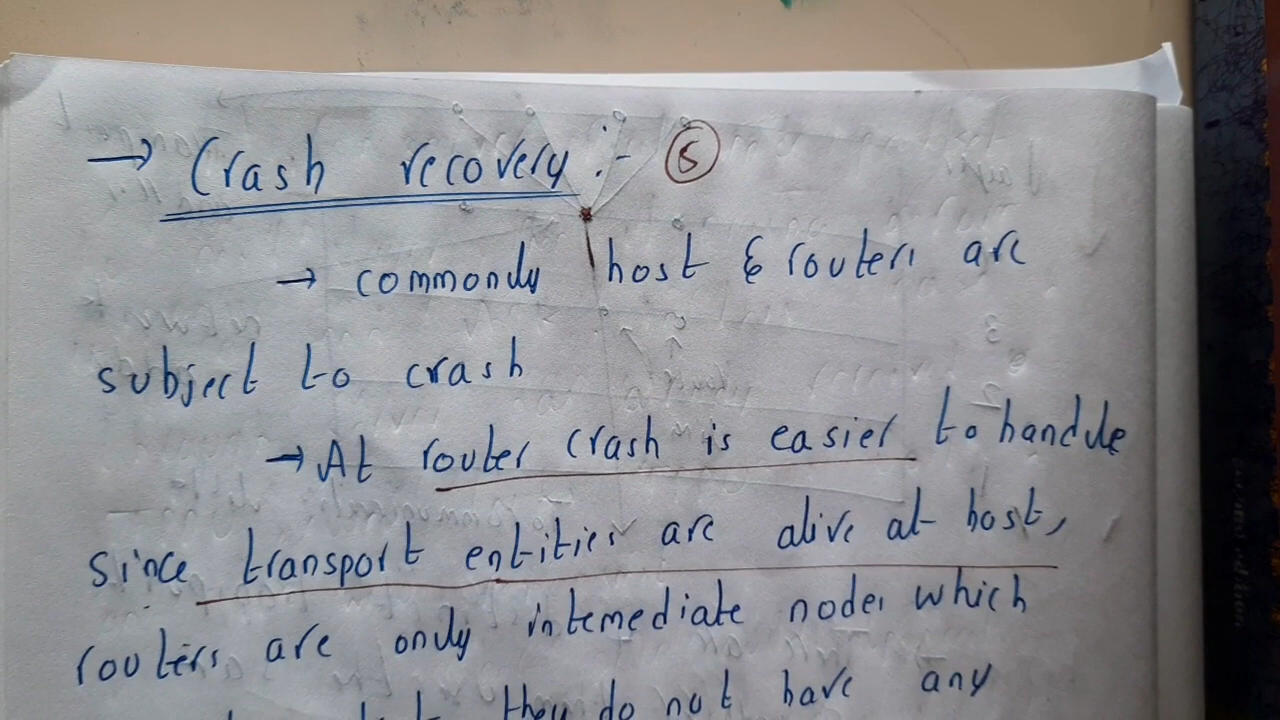 → Crash recovery :- ⑤
→ commonly host & routers are
subject to crash
→ At router crash is easier to handle
since transport entities are alive at host,
routers are only intemediate nodes which
they do not have any